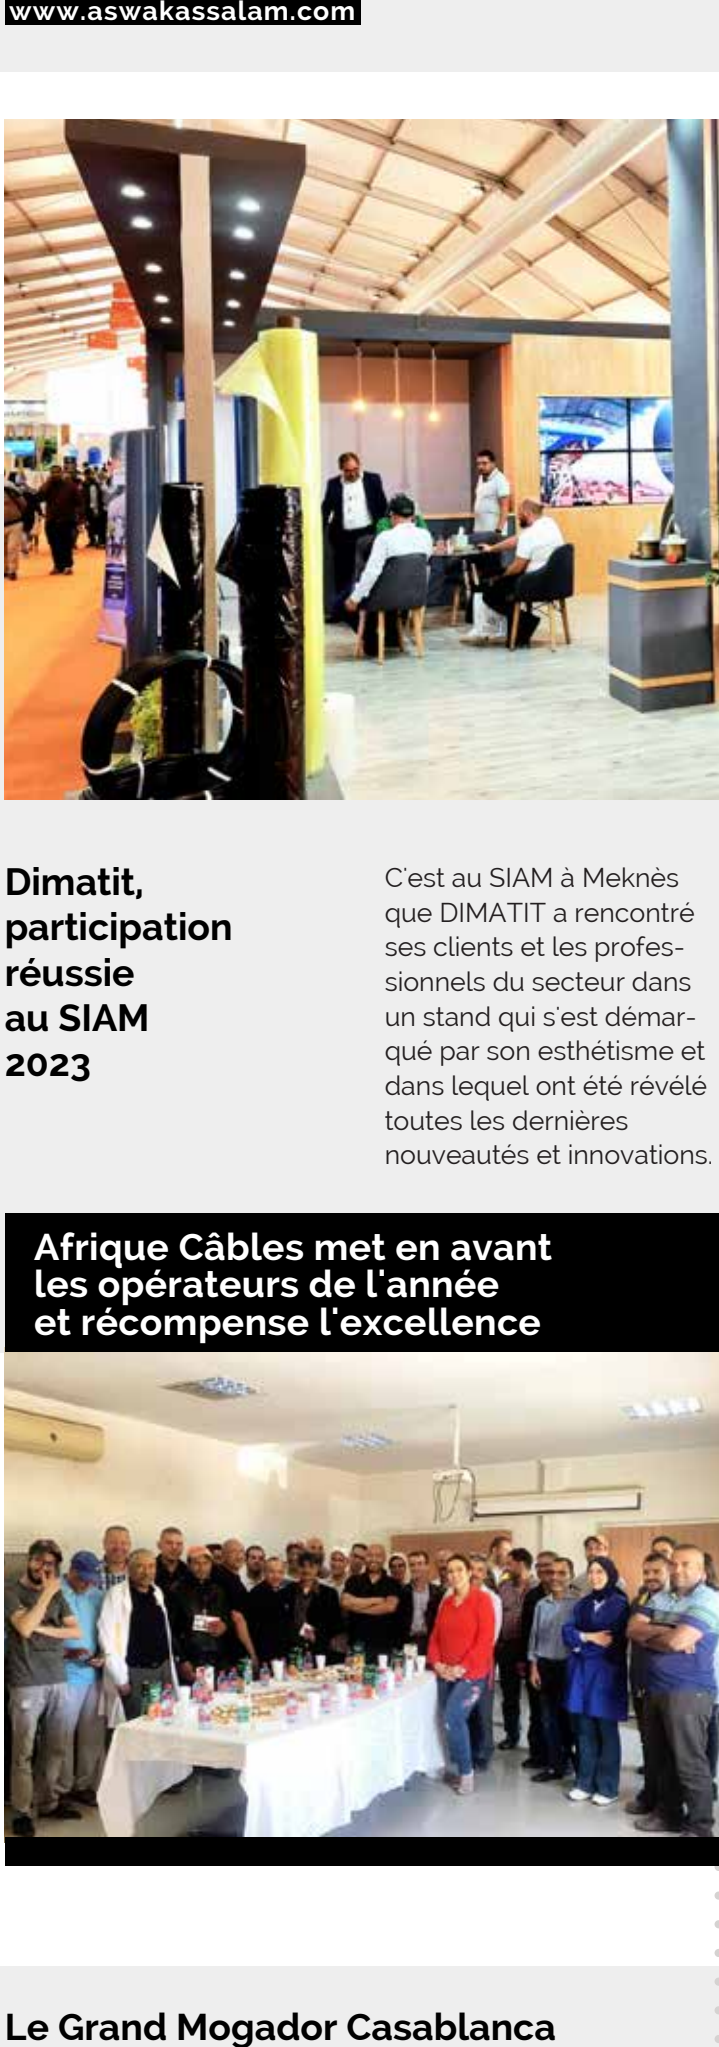 www.aswakassalam.com
Dimatit,
participation
réussie
au SIAM
2023
C'est au SIAM à Meknès
que DIMATIT a rencontré
ses clients et les profes-
sionnels du secteur dans
un stand qui s'est démar-
qué par son esthétisme et
dans lequel ont été révélé
toutes les dernières
nouveautés et innovations.
Afrique Câbles met en avant
les opérateurs de l'année
et récompense l'excellence
Le Grand Mogador Casablanca